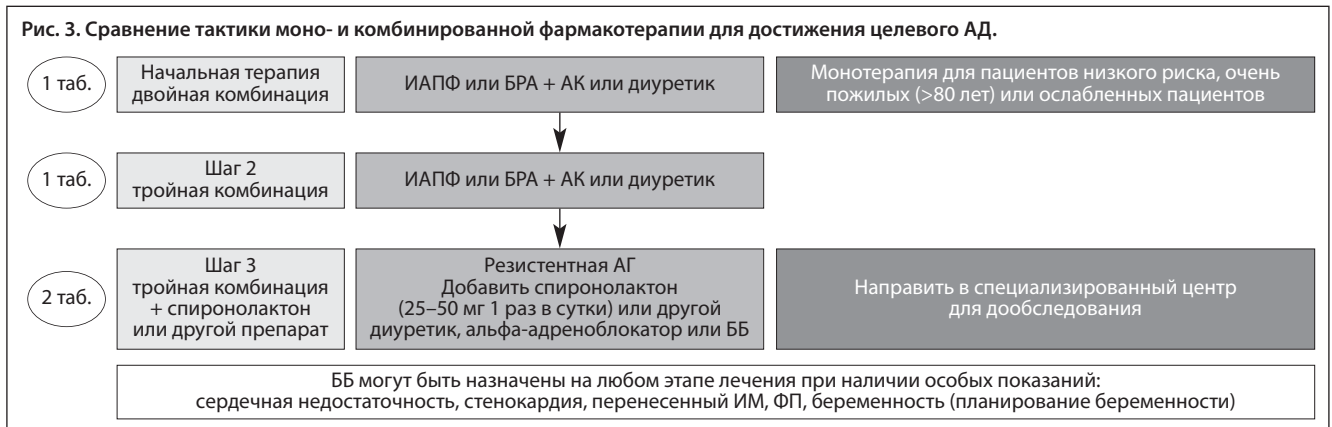 Рис. 3. Сравнение тактики моно- и комбинированной фармакотерапии для достижения целевого АД.
1 таб.
Начальная терапия
двойная комбинация
ИАПФ или БРА + АК или диуретик
Монотерапия для пациентов низкого риска, очень
пожилых (>80 лет) или ослабленных пациентов
1 таб.
Шаг 2
тройная комбинация
ИАПФ или БРА + АК или диуретик
2 таб.
Шаг 3
тройная комбинация
+ спиронолактон
или другой препарат
Резистентная АГ
Добавить спиронолактон
(25–50 мг 1 раз в сутки) или другой
диуретик, альфа-адреноблокатор или ББ
Направить в специализированный центр
для дообследования
ББ могут быть назначены на любом этапе лечения при наличии особых показаний:
сердечная недостаточность, стенокардия, перенесенный ИМ, ФП, беременность (планирование беременности)